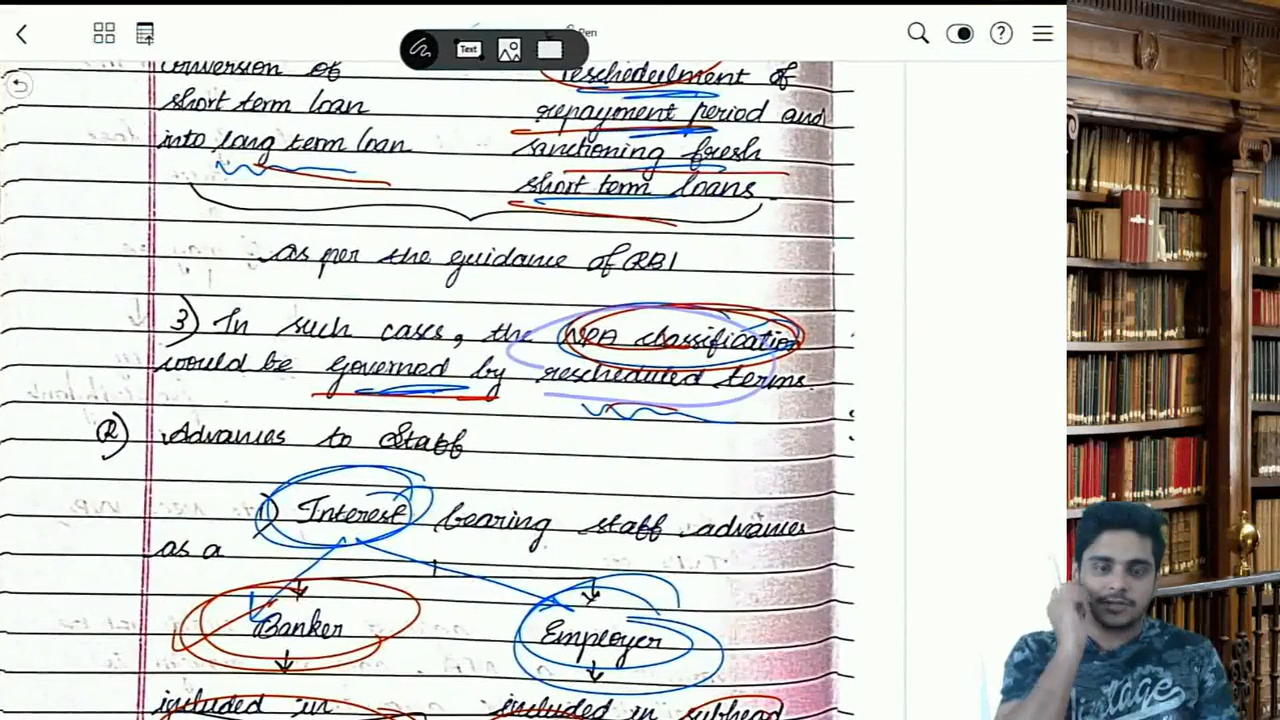 Pen
Text
conversion of
short term loan
into long term loan
reschedulment of
repayment period and
sanctioning fresh
short term loans.
as per the guidance of RBI
3) In such cases, the NPA classification
would be governed by rescheduled terms.
R) Advances to Staff
1) Interest bearing staff advances
as a
Banker
Employer
included in
included in subhead